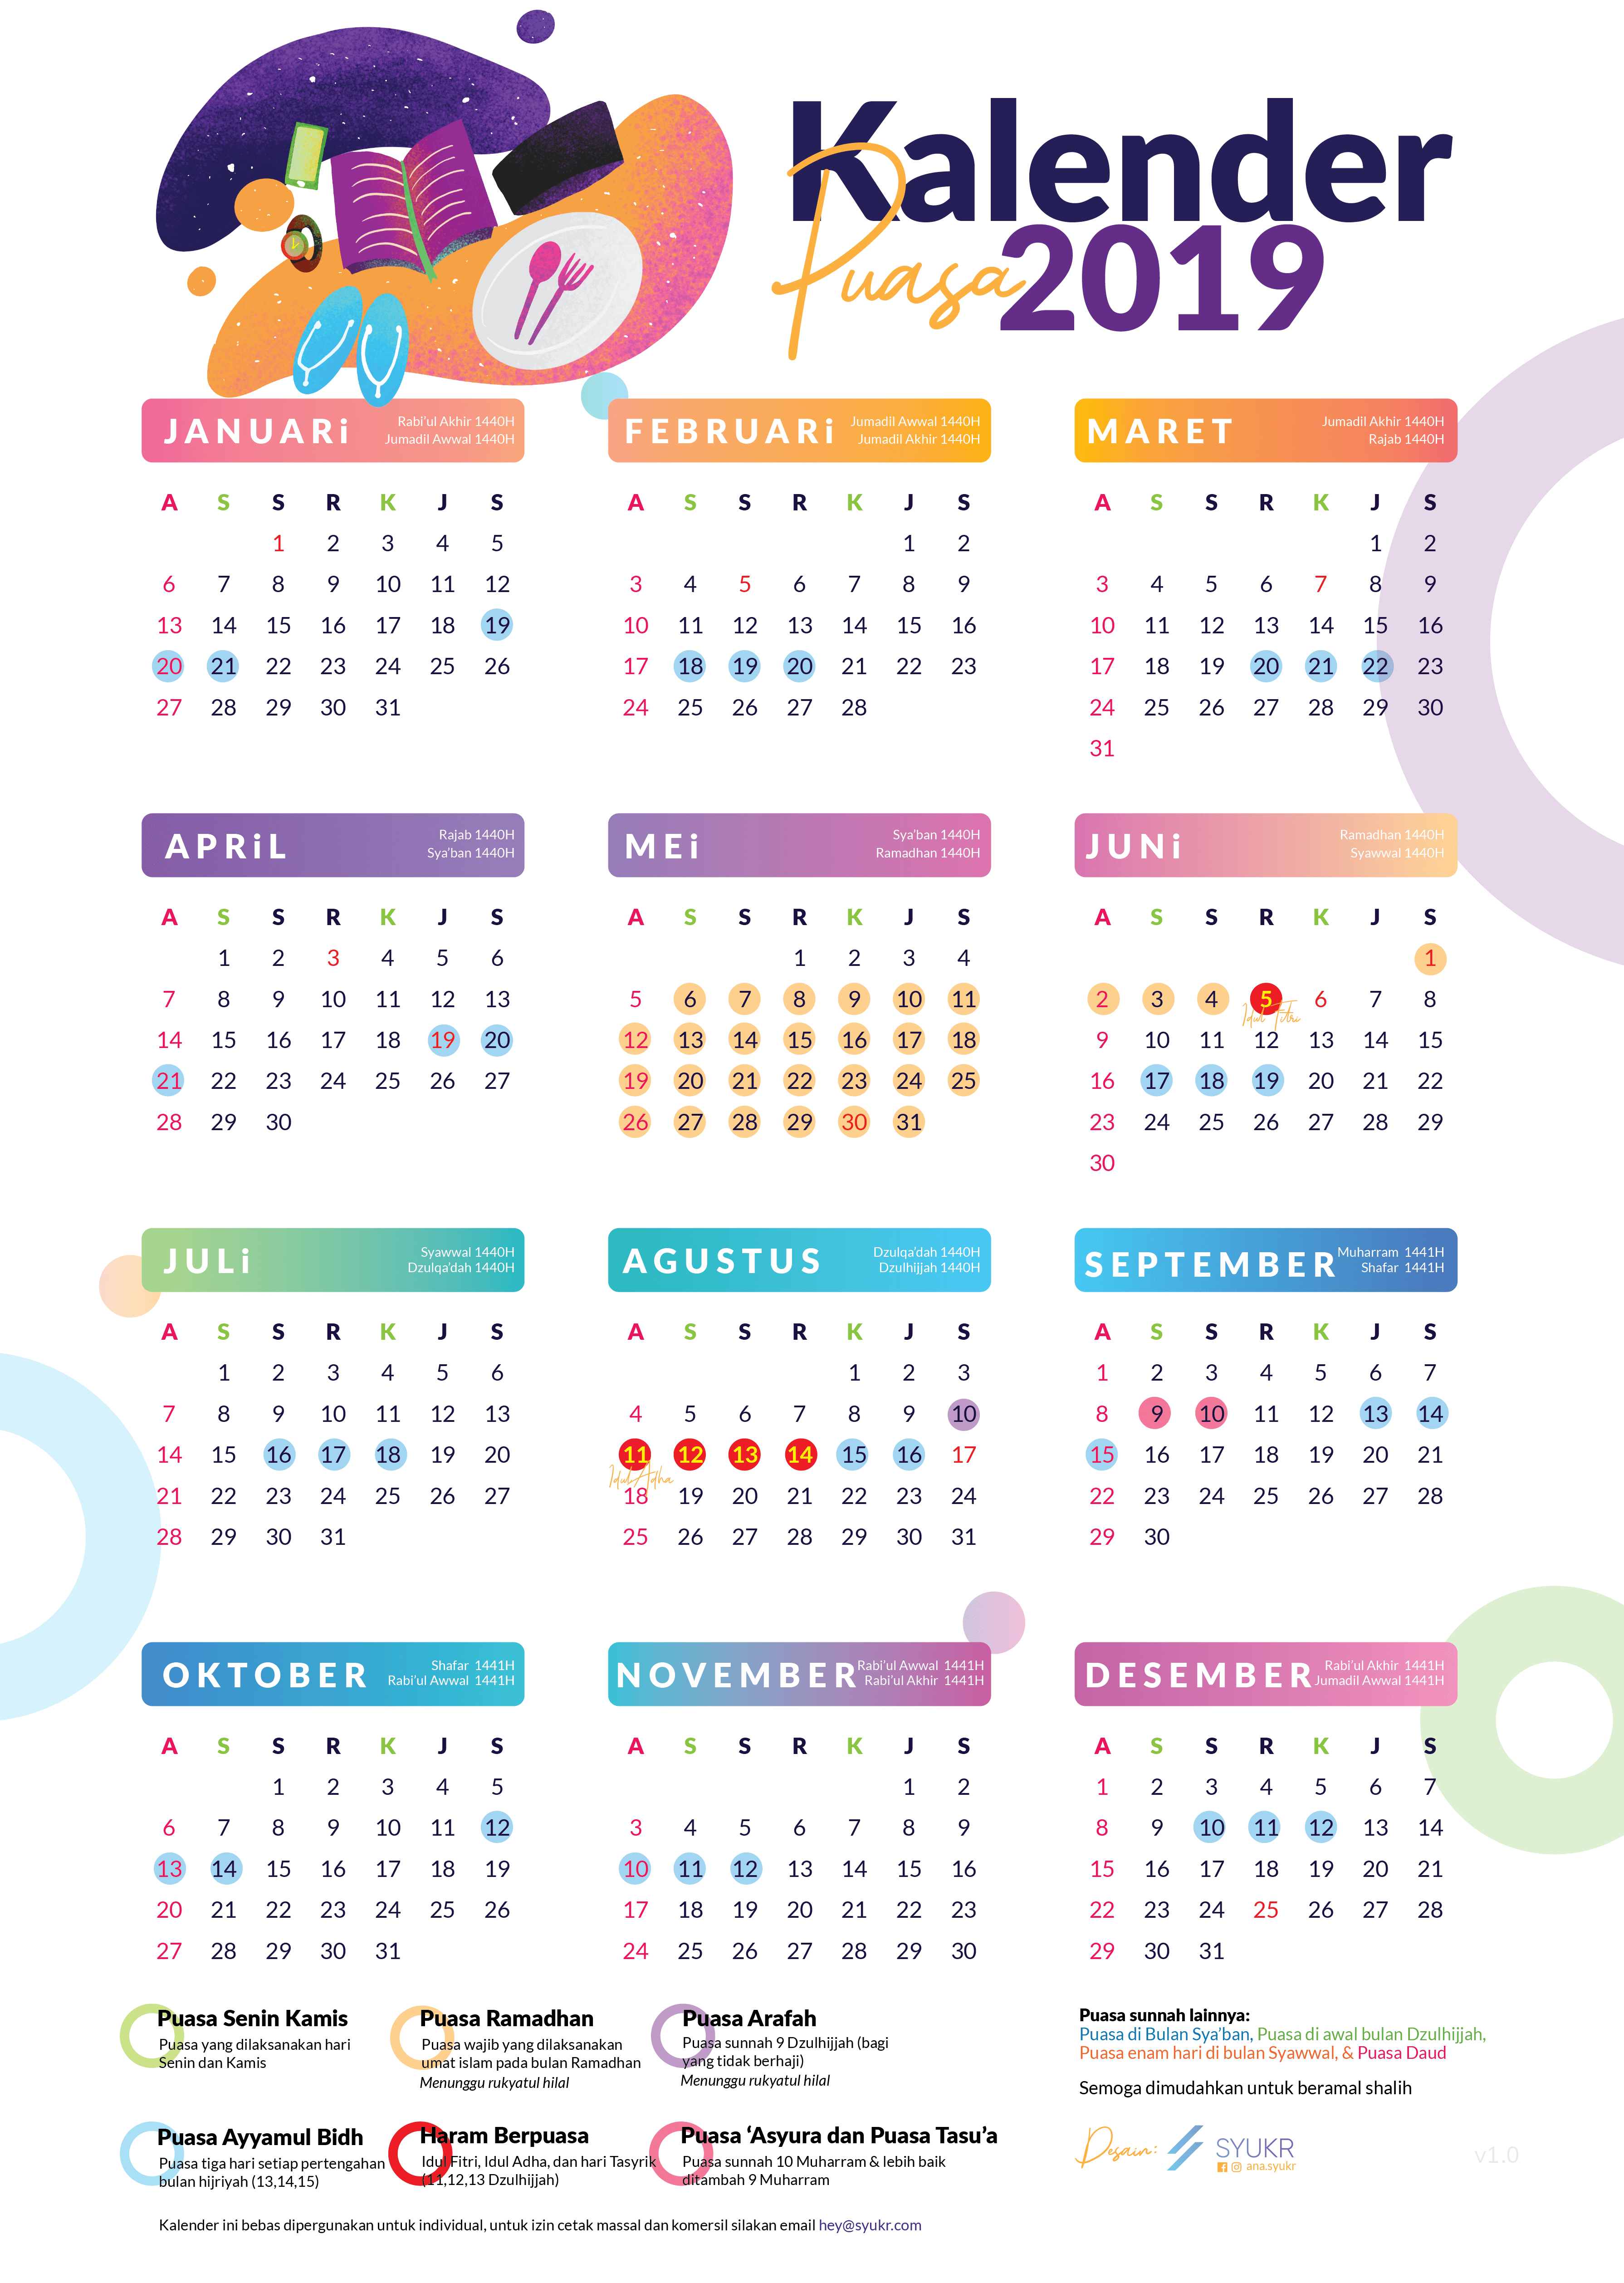 Kalender
Puasa 2019
JANUARi
Rabi'ul Akhir 1440H
Jumadil Awwal 1440H
A S S R K J S
1 2 3 4 5
6 7 8 9 10 11 12
13 14 15 16 17 18 19
20 21 22 23 24 25 26
27 28 29 30 31
FEBRUARi
Jumadil Awwal 1440H
Jumadil Akhir 1440H
A S S R K J S
1 2
3 4 5 6 7 8 9
10 11 12 13 14 15 16
17 18 19 20 21 22 23
24 25 26 27 28
MARET
Jumadil Akhir 1440H
Rajab 1440H
A S S R K J S
1 2
3 4 5 6 7 8 9
10 11 12 13 14 15 16
17 18 19 20 21 22 23
24 25 26 27 28 29 30
31
APRiL
Rajab 1440H
Sya'ban 1440H
A S S R K J S
1 2 3 4 5 6
7 8 9 10 11 12 13
14 15 16 17 18 19 20
21 22 23 24 25 26 27
28 29 30
MEi
Sya'ban 1440H
Ramadhan 1440H
A S S R K J S
1 2 3 4
5 6 7 8 9 10 11
12 13 14 15 16 17 18
19 20 21 22 23 24 25
26 27 28 29 30 31
JUNi
Ramadhan 1440H
Syawwal 1440H
A S S R K J S
1
2 3 4 5 6 7 8
Idul Fitri
9 10 11 12 13 14 15
16 17 18 19 20 21 22
23 24 25 26 27 28 29
30
JULi
Syawwal 1440H
Dzulqa'dah 1440H
A S S R K J S
1 2 3 4 5 6
7 8 9 10 11 12 13
14 15 16 17 18 19 20
21 22 23 24 25 26 27
28 29 30 31
AGUSTUS
Dzulqa'dah 1440H
Dzulhijjah 1440H
A S S R K J S
1 2 3
4 5 6 7 8 9 10
11 12 13 14 15 16 17
Idul Adha
18 19 20 21 22 23 24
25 26 27 28 29 30 31
SEPTEMBER
Muharram 1441H
Shafar 1441H
A S S R K J S
1 2 3 4 5 6 7
8 9 10 11 12 13 14
15 16 17 18 19 20 21
22 23 24 25 26 27 28
29 30
OKTOBER
Shafar 1441H
Rabi'ul Awwal 1441H
A S S R K J S
1 2 3 4 5
6 7 8 9 10 11 12
13 14 15 16 17 18 19
20 21 22 23 24 25 26
27 28 29 30 31
NOVEMBER
Rabi'ul Awwal 1441H
Rabi'ul Akhir 1441H
A S S R K J S
1 2
3 4 5 6 7 8 9
10 11 12 13 14 15 16
17 18 19 20 21 22 23
24 25 26 27 28 29 30
DESEMBER
Rabi'ul Akhir 1441H
Jumadil Awwal 1441H
A S S R K J S
1 2 3 4 5 6 7
8 9 10 11 12 13 14
15 16 17 18 19 20 21
22 23 24 25 26 27 28
29 30 31
Puasa Senin Kamis
Puasa yang dilaksanakan hari
Senin dan Kamis
Puasa Ramadhan
Puasa wajib yang dilaksanakan
umat islam pada bulan Ramadhan
Menunggu rukyatul hilal
Puasa Arafah
Puasa sunnah 9 Dzulhijjah (bagi
yang tidak berhaji)
Menunggu rukyatul hilal
Puasa sunnah lainnya:
Puasa di Bulan Sya'ban, Puasa di awal bulan Dzulhijjah,
Puasa enam hari di bulan Syawwal, & Puasa Daud
Semoga dimudahkan untuk beramal shalih
Puasa Ayyamul Bidh
Puasa tiga hari setiap pertengahan
bulan hijriyah (13,14,15)
Haram Berpuasa
Idul Fitri, Idul Adha, dan hari Tasyrik
(11,12,13 Dzulhijjah)
Puasa 'Asyura dan Puasa Tasu'a
Puasa sunnah 10 Muharram & lebih baik
ditambah 9 Muharram
Desain:
SYUKR
ana.syukr
v1.0
Kalender ini bebas dipergunakan untuk individual, untuk izin cetak massal dan komersil silakan email hey@syukr.com